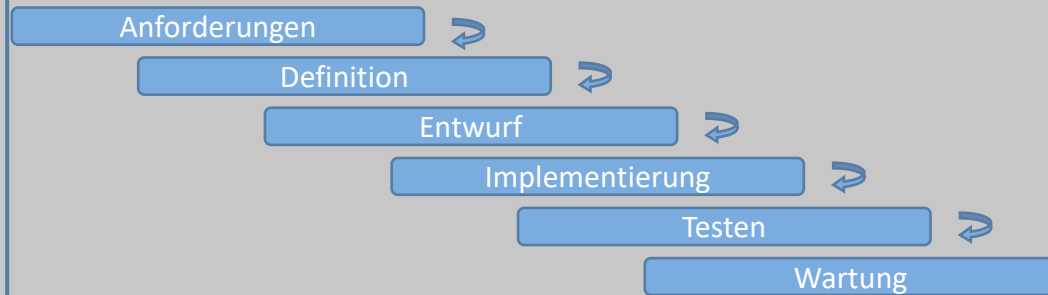 Anforderungen
Definition
Entwurf
Implementierung
Testen
Wartung